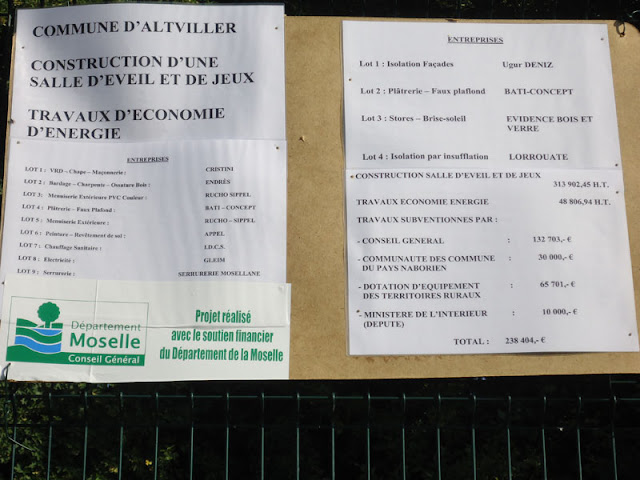 COMMUNE D'ALTVILLER
CONSTRUCTION D'UNE
SALLE D'EVEIL ET DE JEUX
TRAVAUX D'ECONOMIE
D'ENERGIE
ENTREPRISES
LOT 1 : VRD – Chape – Maçonnerie : CRISTINI
LOT 2 : Bardage – Charpente – Ossature Bois : ENDRÈS
LOT 3 : Menuiserie Extérieure PVC Couleur : RUCHO SIPPEL
LOT 4 : Plâtrerie – Faux Plafond : BATI – CONCEPT
LOT 5 : Menuiserie Extérieure : RUCHO – SIPPEL
LOT 6 : Peinture – Revêtement de sol : APPEL
LOT 7 : Chauffage Sanitaire : I.D.C.S.
LOT 8 : Electricité : GLEIM
LOT 9 : Serrurerie : SERRURERIE MOSELLANE
Département
Moselle
Conseil Général
Projet réalisé
avec le soutien financier
du Département de la Moselle
ENTREPRISES
Lot 1 : Isolation Façades Ugur DENIZ
Lot 2 : Plâtrerie – Faux plaflond BATI-CONCEPT
Lot 3 : Stores – Brise-soleil EVIDENCE BOIS ET
VERRE
Lot 4 : Isolation par insufflation LORROUATE
CONSTRUCTION SALLE D'EVEIL ET DE JEUX
313 902,45 H.T.
TRAVAUX ECONOMIE ENERGIE 48 806,94 H.T.
TRAVAUX SUBVENTIONNES PAR :
- CONSEIL GENERAL : 132 703,- €
- COMMUNAUTE DES COMMUNE : 30 000,- €
DU PAYS NABORIEN
- DOTATION D'EQUIPEMENT : 65 701,- €
DES TERRITOIRES RURAUX
- MINISTERE DE L'INTERIEUR : 10 000,- €
(DEPUTE)
TOTAL : 238 404,- €